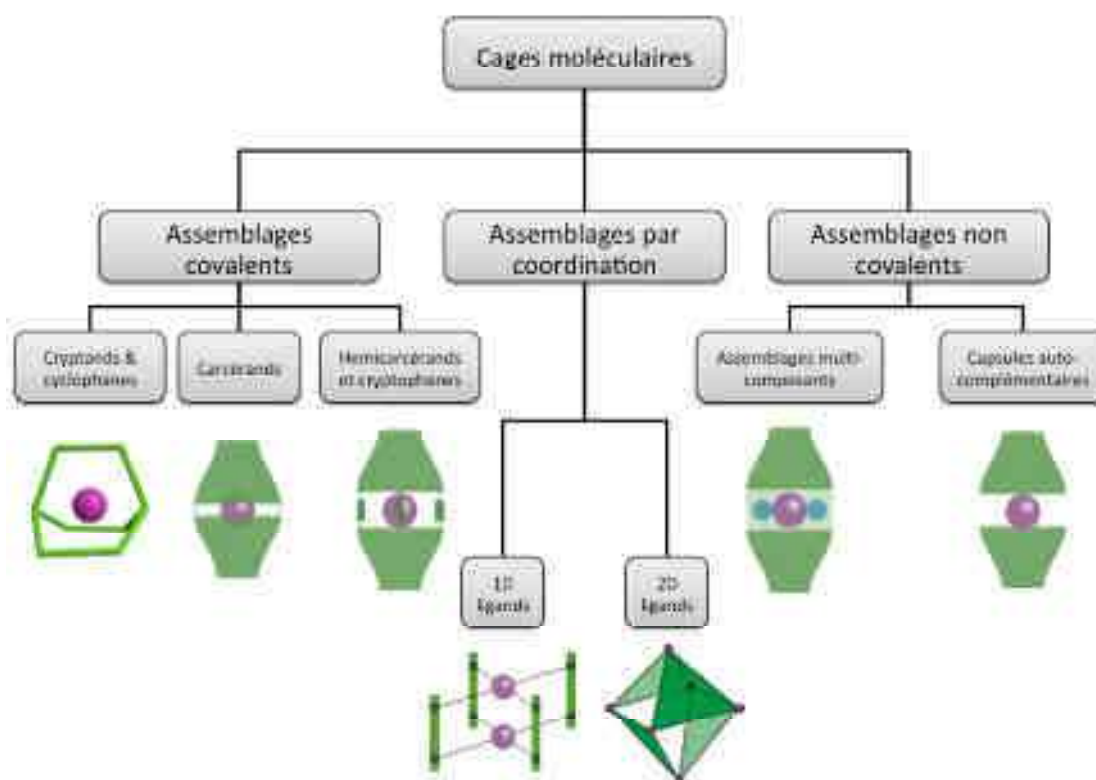 Cages moléculaires
Assemblages
covalents
Assemblages par
coordination
Assemblages non
covalents
Cryptands &
cyclophanes
Carcérands
Hémicarcérands
et cryptophanes
Assemblages multi-
composants
Capsules auto-
complémentaires
1D
ligands
2D
ligands